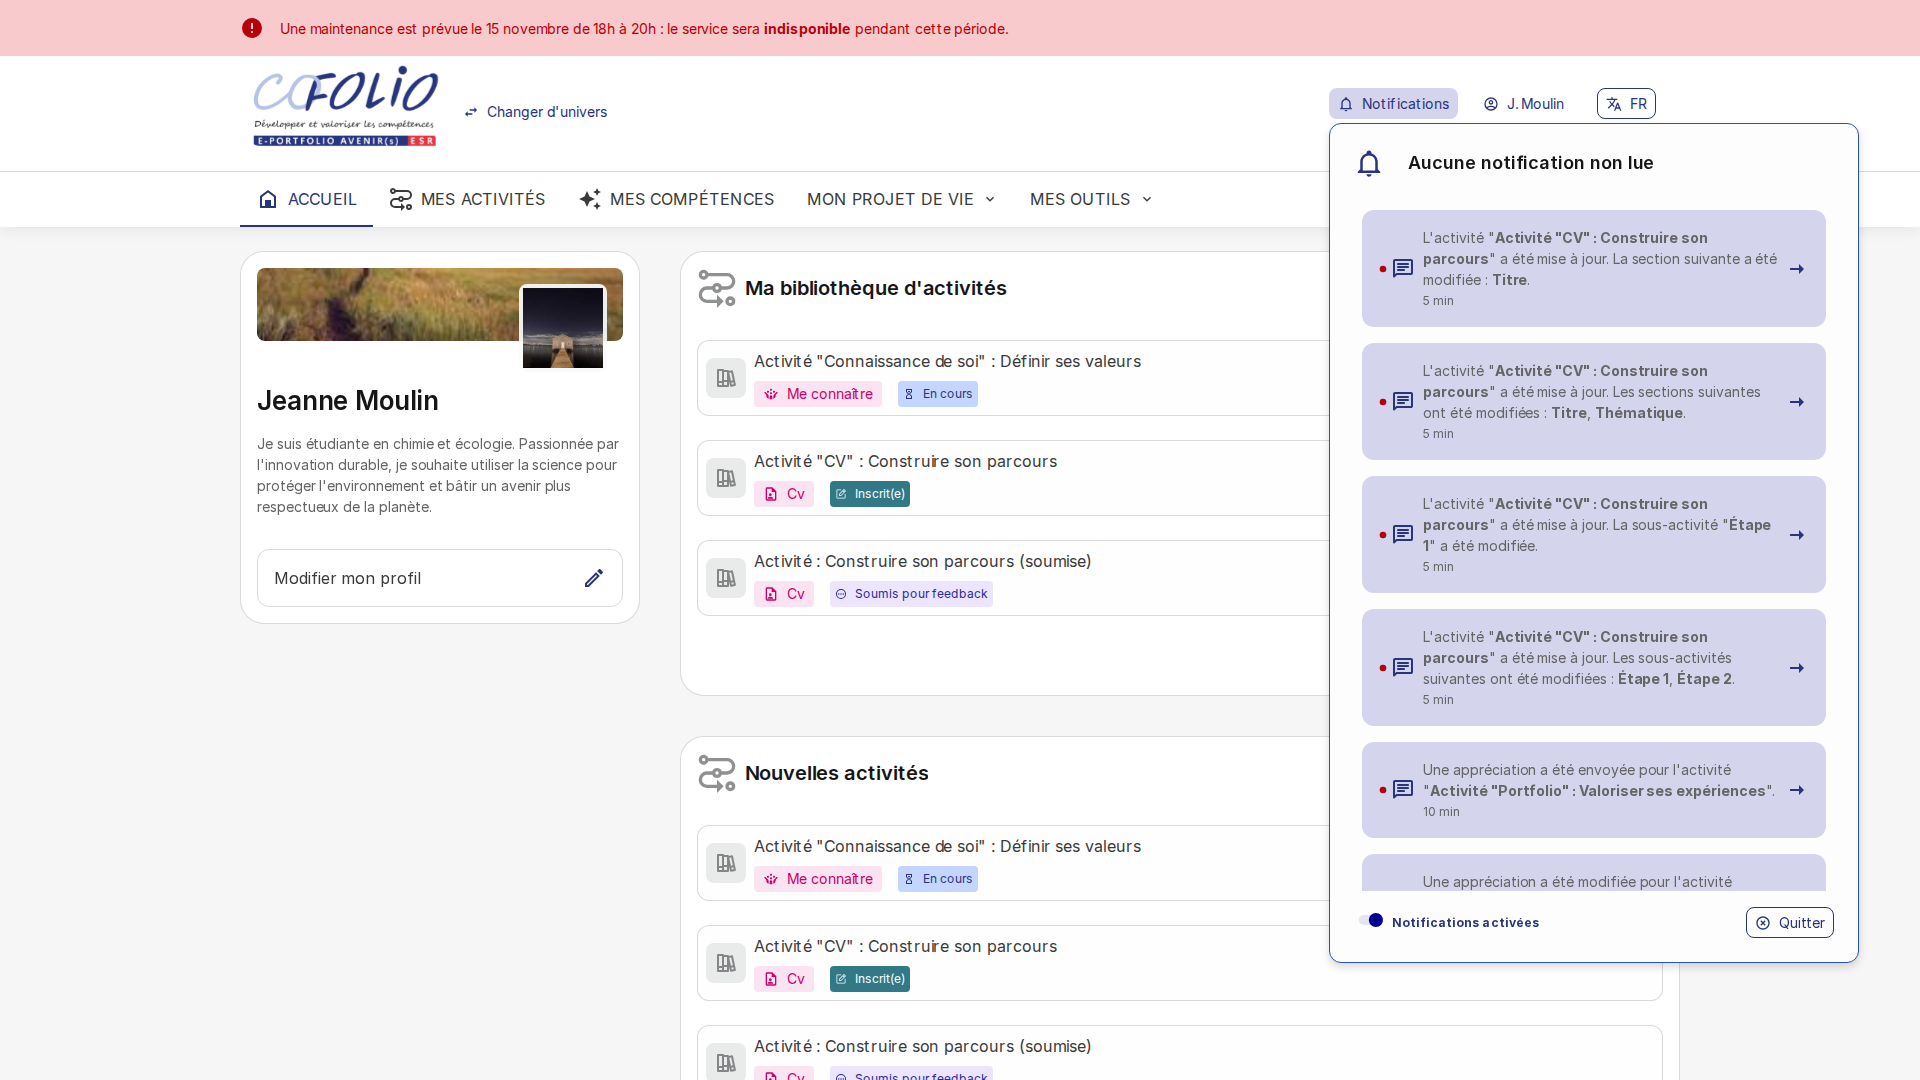 Une maintenance est prévue le 15 novembre de 18h à 20h : le service sera indisponible pendant cette période.
COFOLIO
Développer et valoriser les compétences
E-PORTFOLIO AVENIR(s) ESR
Changer d'univers
Notifications
J. Moulin
FR
ACCUEIL
MES ACTIVITÉS
MES COMPÉTENCES
MON PROJET DE VIE
MES OUTILS
Jeanne Moulin
Je suis étudiante en chimie et écologie. Passionnée par
l'innovation durable, je souhaite utiliser la science pour
protéger l'environnement et bâtir un avenir plus
respectueux de la planète.
Modifier mon profil
Ma bibliothèque d'activités
Activité "Connaissance de soi" : Définir ses valeurs
Me connaître
En cours
Activité "CV" : Construire son parcours
Cv
Inscrit(e)
Activité : Construire son parcours (soumise)
Cv
Soumis pour feedback
Nouvelles activités
Activité "Connaissance de soi" : Définir ses valeurs
Me connaître
En cours
Activité "CV" : Construire son parcours
Cv
Inscrit(e)
Activité : Construire son parcours (soumise)
Cv
Soumis pour feedback
Aucune notification non lue
L'activité "Activité "CV" : Construire son
parcours" a été mise à jour. La section suivante a été
modifiée : Titre.
5 min
L'activité "Activité "CV" : Construire son
parcours" a été mise à jour. Les sections suivantes
ont été modifiées : Titre, Thématique.
5 min
L'activité "Activité "CV" : Construire son
parcours" a été mise à jour. La sous-activité "Étape
1" a été modifiée.
5 min
L'activité "Activité "CV" : Construire son
parcours" a été mise à jour. Les sous-activités
suivantes ont été modifiées : Étape 1, Étape 2.
5 min
Une appréciation a été envoyée pour l'activité
"Activité "Portfolio" : Valoriser ses expériences".
10 min
Une appréciation a été modifiée pour l'activité
Notifications activées
Quitter